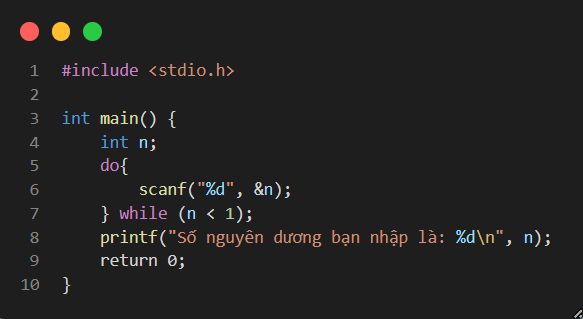 1 #include <stdio.h>
2
3 int main() {
4     int n;
5     do{
6         scanf("%d", &n);
7     } while (n < 1);
8     printf("Số nguyên dương bạn nhập là: %d\n", n);
9     return 0;
10 }